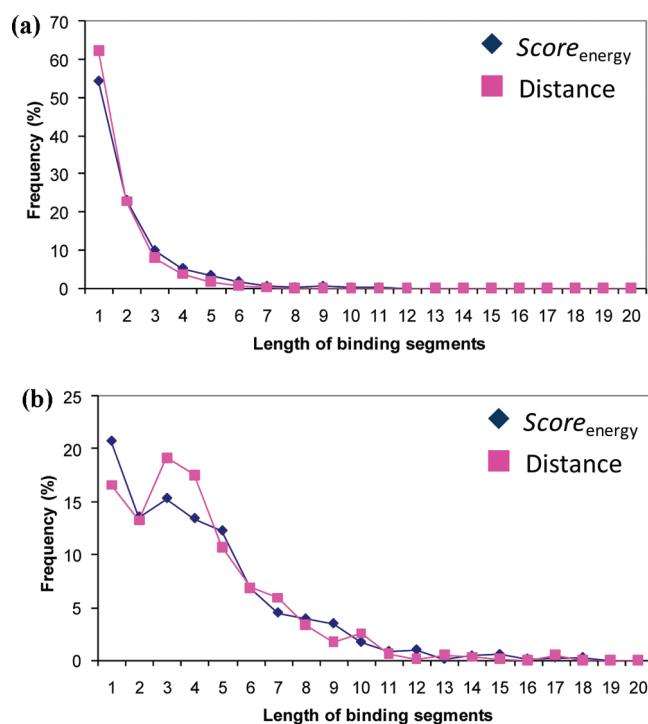 (a)
70
60
50
40
30
20
10
0
Frequency (%)
Score energy
Distance
1 2 3 4 5 6 7 8 9 10 11 12 13 14 15 16 17 18 19 20
Length of binding segments
(b)
25
20
15
10
5
0
Frequency (%)
Score energy
Distance
1 2 3 4 5 6 7 8 9 10 11 12 13 14 15 16 17 18 19 20
Length of binding segments